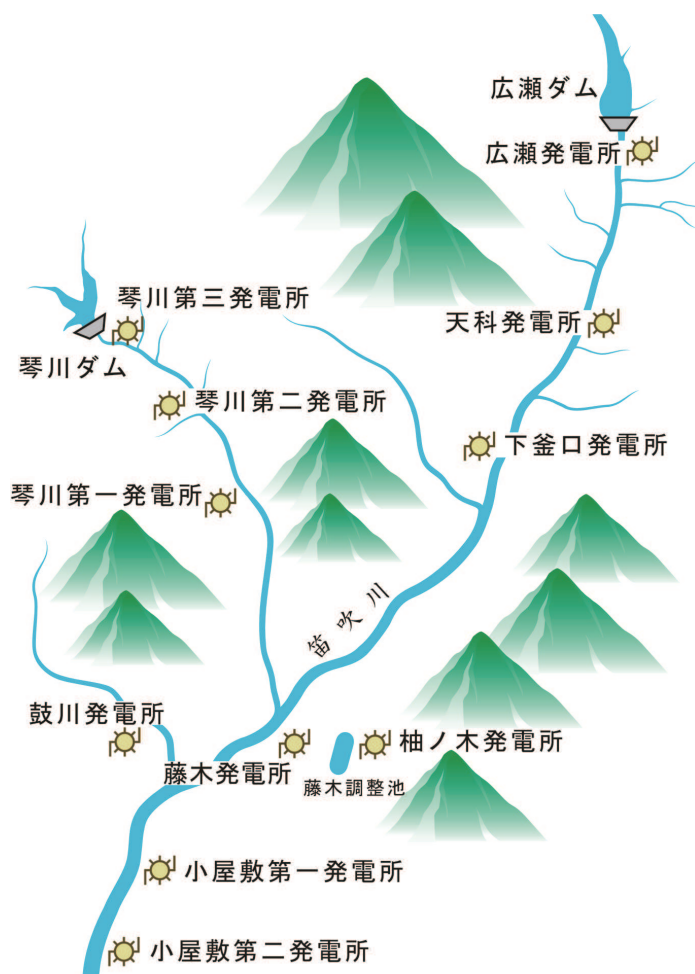 広瀬ダム
広瀬発電所
琴川第三発電所
天科発電所
琴川ダム
琴川第二発電所
下釜口発電所
琴川第一発電所
笛吹川
鼓川発電所
柚ノ木発電所
藤木発電所
藤木調整池
小屋敷第一発電所
小屋敷第二発電所